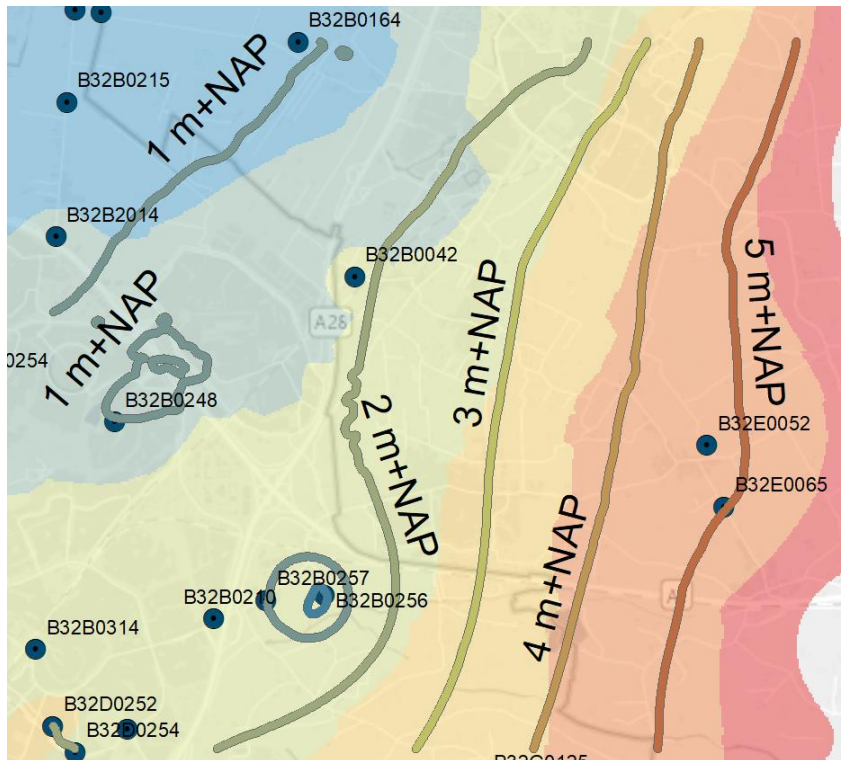 B32B0164
1 m+NAP
B32B0215
B32B2014
B32B0042
A28
1 m+NAP
3 m+NAP
5 m+NAP
0254
B32B0248
2 m+NAP
B32E0052
B32E0065
4 m+NAP
B32B0257
B32B0210
B32B0256
B32B0314
B32D0252